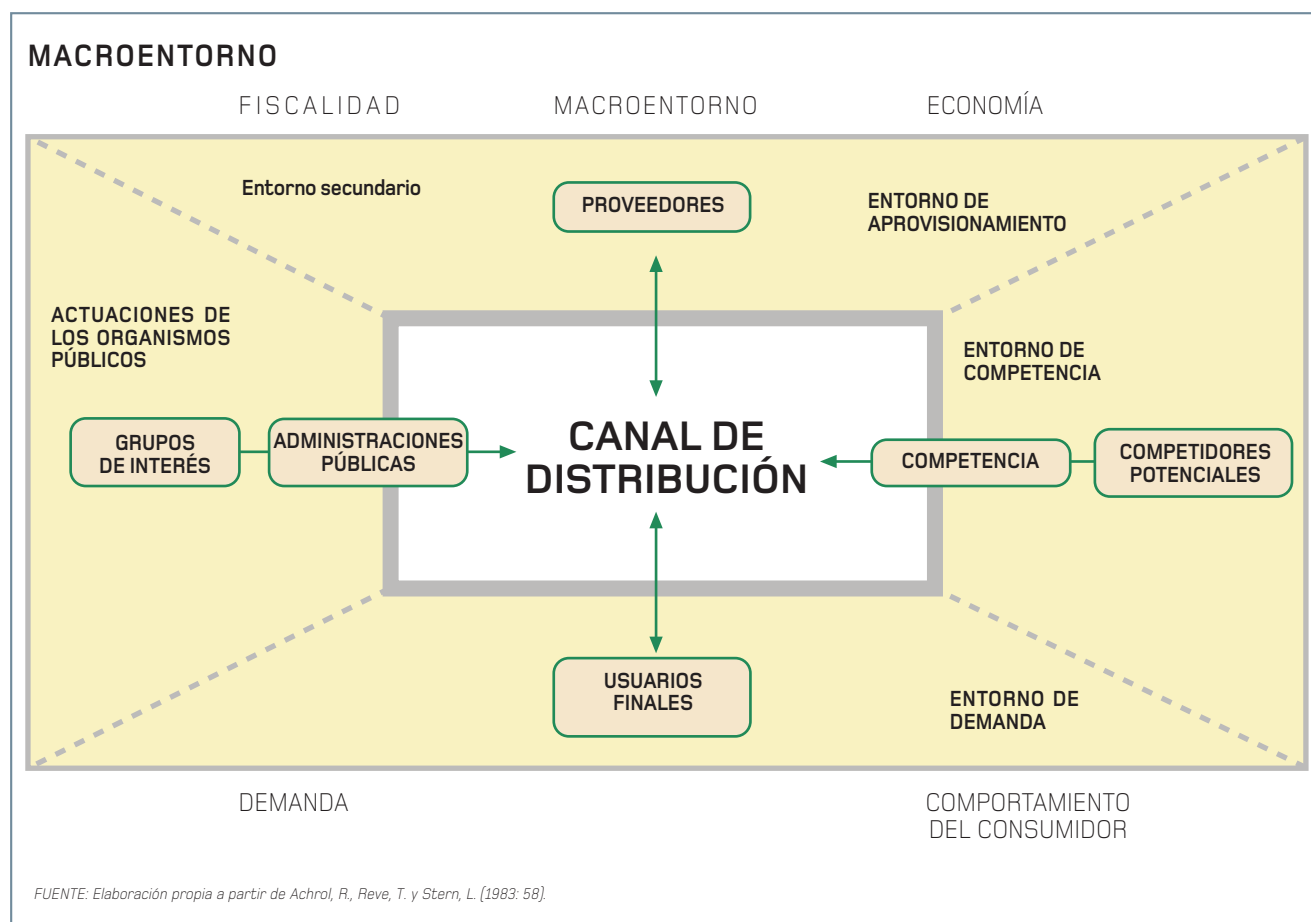 MACROENTORNO
FISCALIDAD
MACROENTORNO
ECONOMÍA
Entorno secundario
PROVEEDORES
ENTORNO DE
APROVISIONAMIENTO
ACTUACIONES DE
LOS ORGANISMOS
PÚBLICOS
ENTORNO DE
COMPETENCIA
GRUPOS
DE INTERÉS
ADMINISTRACIONES
PÚBLICAS
CANAL DE
DISTRIBUCIÓN
COMPETENCIA
COMPETIDORES
POTENCIALES
USUARIOS
FINALES
ENTORNO DE
DEMANDA
DEMANDA
COMPORTAMIENTO
DEL CONSUMIDOR
FUENTE: Elaboración propia a partir de Achrol, R., Reve, T. y Stern, L. (1983: 58).